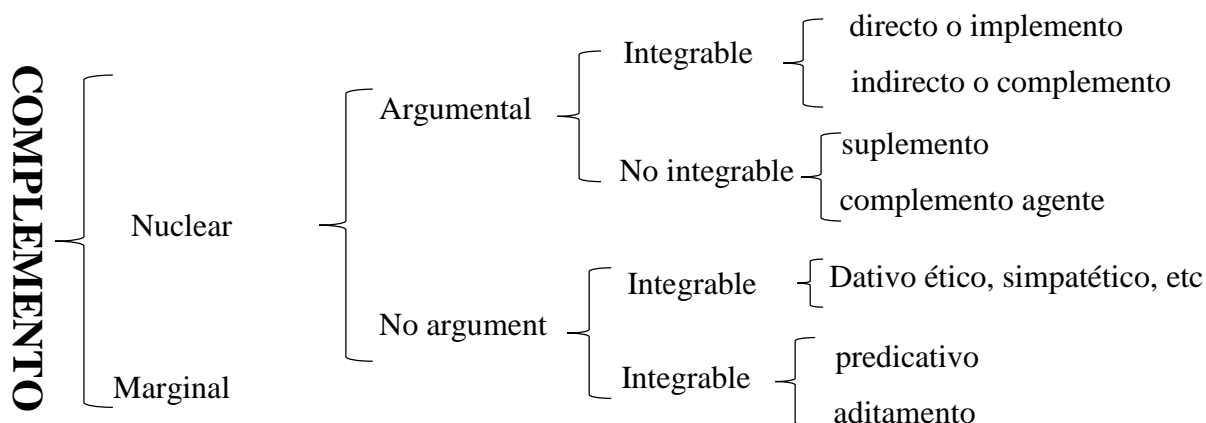 COMPLEMENTO
Nuclear
Argumental
Integrable
directo o implemento
indirecto o complemento
No integrable
suplemento
complemento agente
No argument
Integrable
Dativo ético, simpatético, etc
Integrable
predicativo
aditamento
Marginal